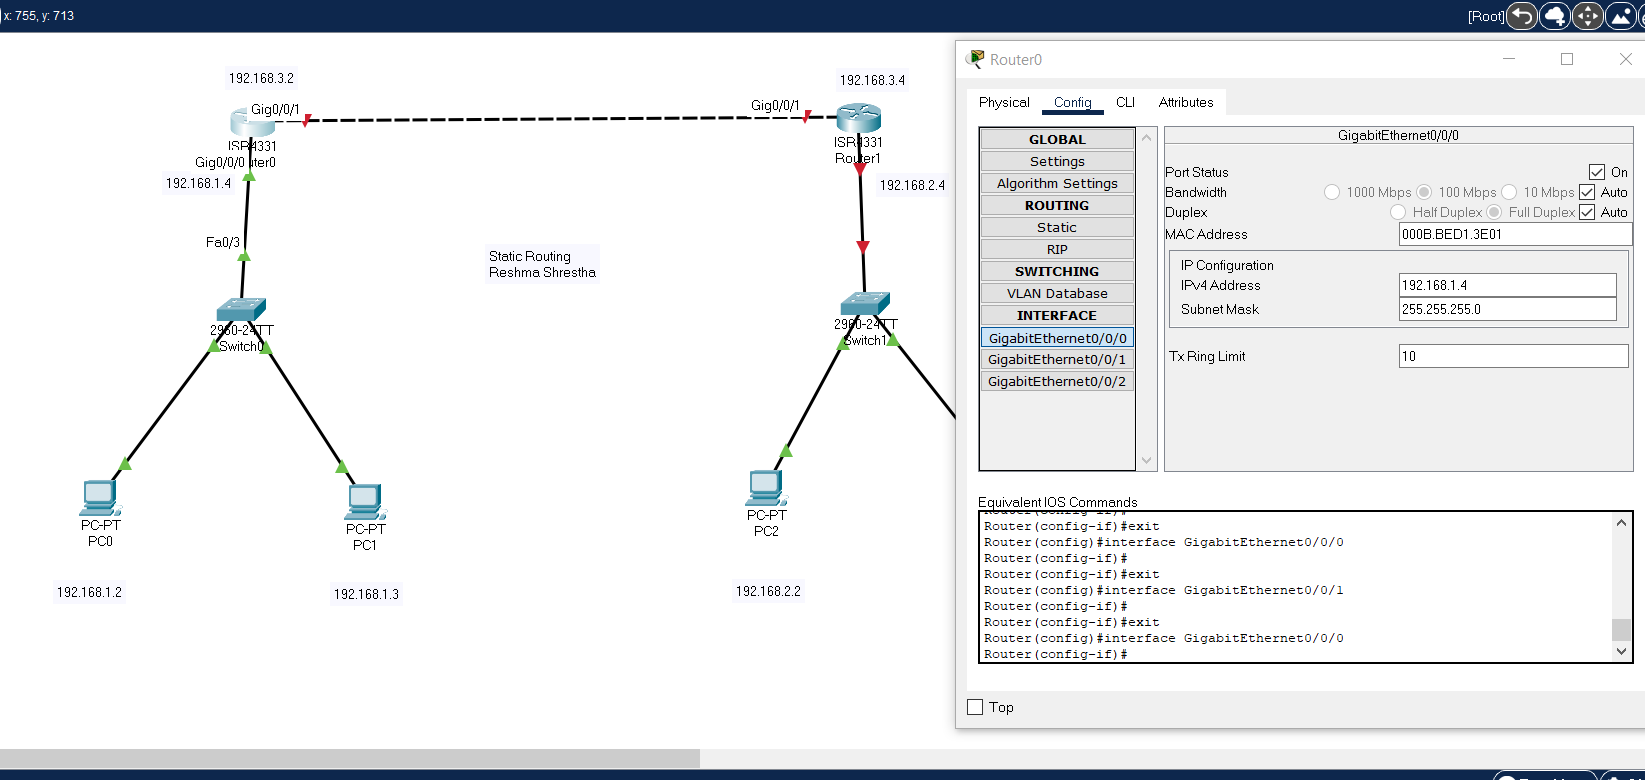 x: 755, y: 713
[Root]
192.168.3.2
Gig0/0/1
ISR4331
Gig0/0/0
192.168.1.4
Fa0/3
2960-24TT
Switch0
PC-PT
PC0
PC-PT
PC1
192.168.1.2
192.168.1.3
Static Routing
Reshma Shrestha
192.168.3.4
Gig0/0/1
ISR4331
Router1
192.168.2.4
2960-24TT
Switch1
PC-PT
PC2
192.168.2.2
Router0
Physical
Config
CLI
Attributes
GLOBAL
Settings
Algorithm Settings
ROUTING
Static
RIP
SWITCHING
VLAN Database
INTERFACE
GigabitEthernet0/0/0
GigabitEthernet0/0/1
GigabitEthernet0/0/2
GigabitEthernet0/0/0
Port Status On
Bandwidth 1000 Mbps 100 Mbps 10 Mbps Auto
Duplex Half Duplex Full Duplex Auto
MAC Address 000B.BED1.3E01
IP Configuration
IPv4 Address 192.168.1.4
Subnet Mask 255.255.255.0
Tx Ring Limit 10
Equivalent IOS Commands
Router(config-if)#
Router(config-if)#exit
Router(config)#interface GigabitEthernet0/0/0
Router(config-if)#
Router(config-if)#exit
Router(config)#interface GigabitEthernet0/0/1
Router(config-if)#
Router(config-if)#exit
Router(config)#interface GigabitEthernet0/0/0
Router(config-if)#
Top